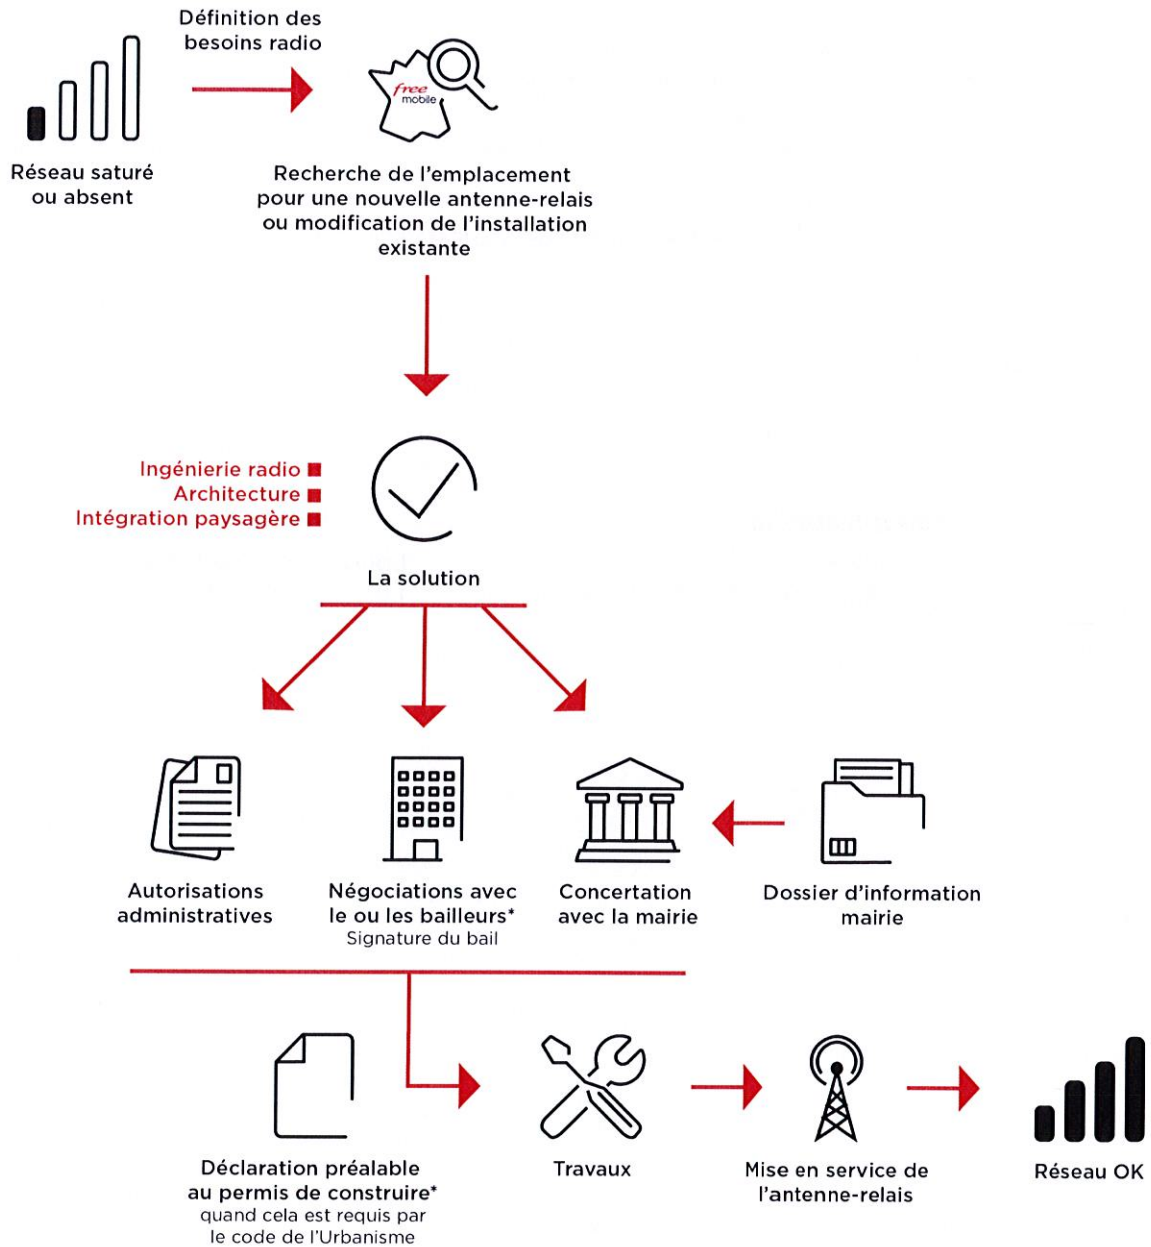 Définition des
besoins radio
free
mobile
Réseau saturé
ou absent
Recherche de l'emplacement
pour une nouvelle antenne-relais
ou modification de l'installation
existante
Ingénierie radio
Architecture
Intégration paysagère
La solution
Autorisations
administratives
Négociations avec
le ou les bailleurs*
Signature du bail
Concertation
avec la mairie
Dossier d'information
mairie
Déclaration préalable
au permis de construire*
quand cela est requis par
le code de l'Urbanisme
Travaux
Mise en service de
l'antenne-relais
Réseau OK